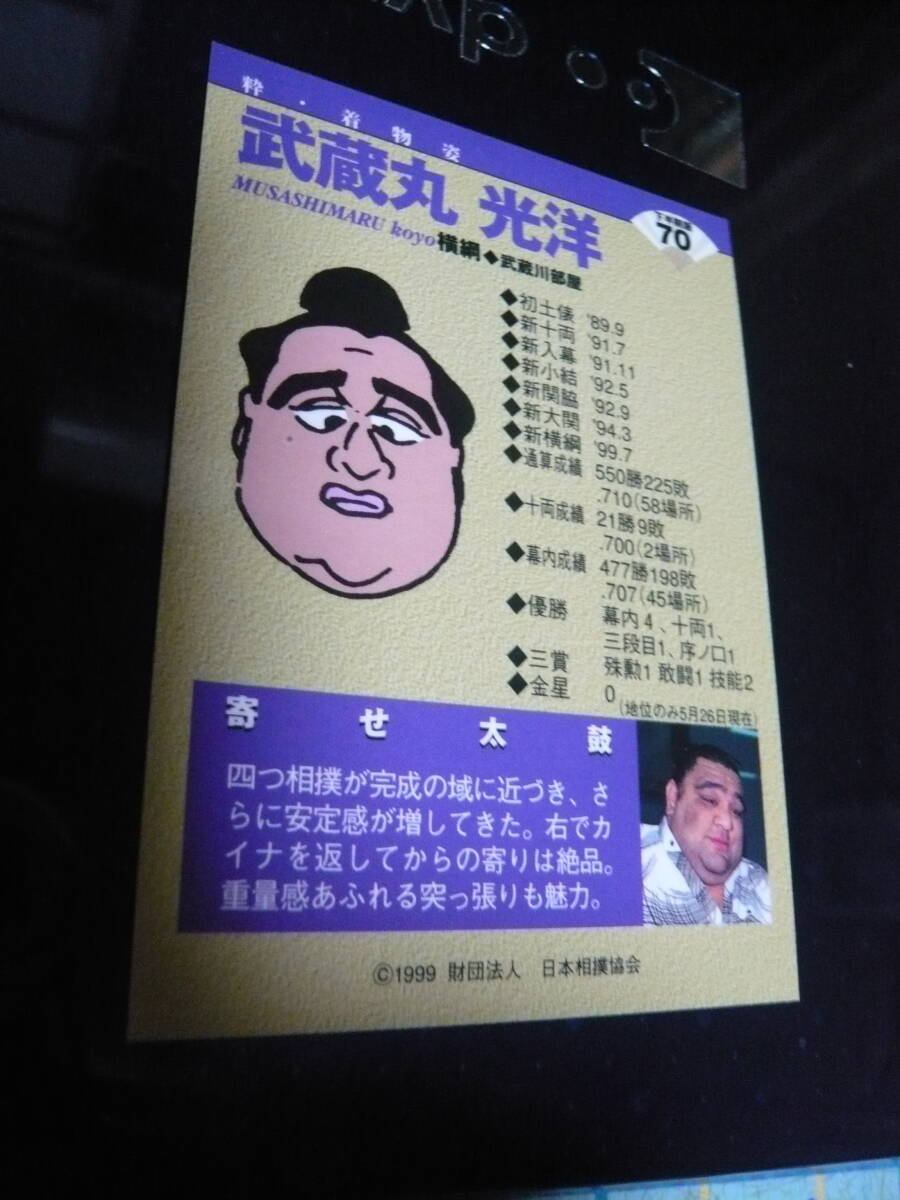 粋・着物姿
武蔵丸 光洋
MUSASHIMARU koyo 横綱◆武蔵川部屋
70
◆初土俵 '89.9
◆新十両 '91.7
◆新入幕 '91.11
◆新小結 '92.5
◆新関脇 '92.9
◆新大関 '94.3
◆新横綱 '99.7
◆通算成績 550勝225敗
.710(58場所)
◆十両成績 21勝9敗
.700(2場所)
◆幕内成績 477勝198敗
.707(45場所)
◆優勝 幕内4、十両1、
三段目1、序ノ口1
◆三賞 殊勲1 敢闘1 技能2
◆金星 0
(地位のみ5月26日現在)
寄せ太鼓
四つ相撲が完成の域に近づき、さ
らに安定感が増してきた。右でカ
イナを返してからの寄りは絶品。
重量感あふれる突っ張りも魅力。
©1999 財団法人 日本相撲協会